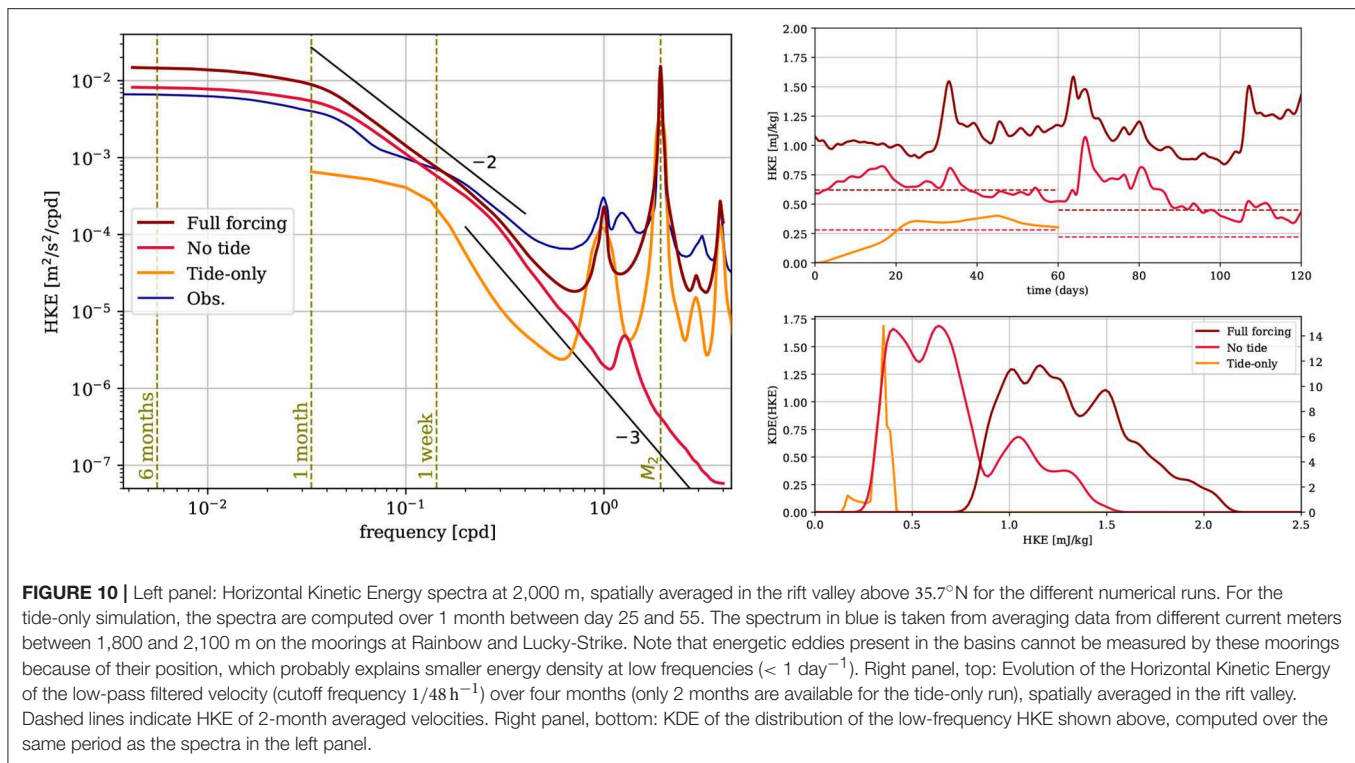 HKE [m²/s²/cpd]
10⁻²
10⁻³
10⁻⁴
10⁻⁵
10⁻⁶
10⁻⁷
−2
−3
Full forcing
No tide
Tide-only
Obs.
6 months
1 month
1 week
M₂
10⁻² 10⁻¹ 10⁰
frequency [cpd]
HKE [mJ/kg]
2.00
1.75
1.50
1.25
1.00
0.75
0.50
0.25
0.00
0 20 40 60 80 100 120
time (days)
KDE(HKE)
1.75
1.50
1.25
1.00
0.75
0.50
0.25
0.00
Full forcing
No tide
Tide-only
14
12
10
8
6
4
2
0
0.0 0.5 1.0 1.5 2.0 2.5
HKE [mJ/kg]
FIGURE 10 | Left panel: Horizontal Kinetic Energy spectra at 2,000 m, spatially averaged in the rift valley above 35.7°N for the different numerical runs. For the
tide-only simulation, the spectra are computed over 1 month between day 25 and 55. The spectrum in blue is taken from averaging data from different current meters
between 1,800 and 2,100 m on the moorings at Rainbow and Lucky-Strike. Note that energetic eddies present in the basins cannot be measured by these moorings
because of their position, which probably explains smaller energy density at low frequencies (< 1 day⁻¹). Right panel, top: Evolution of the Horizontal Kinetic Energy
of the low-pass filtered velocity (cutoff frequency 1/48 h⁻¹) over four months (only 2 months are available for the tide-only run), spatially averaged in the rift valley.
Dashed lines indicate HKE of 2-month averaged velocities. Right panel, bottom: KDE of the distribution of the low-frequency HKE shown above, computed over the
same period as the spectra in the left panel.